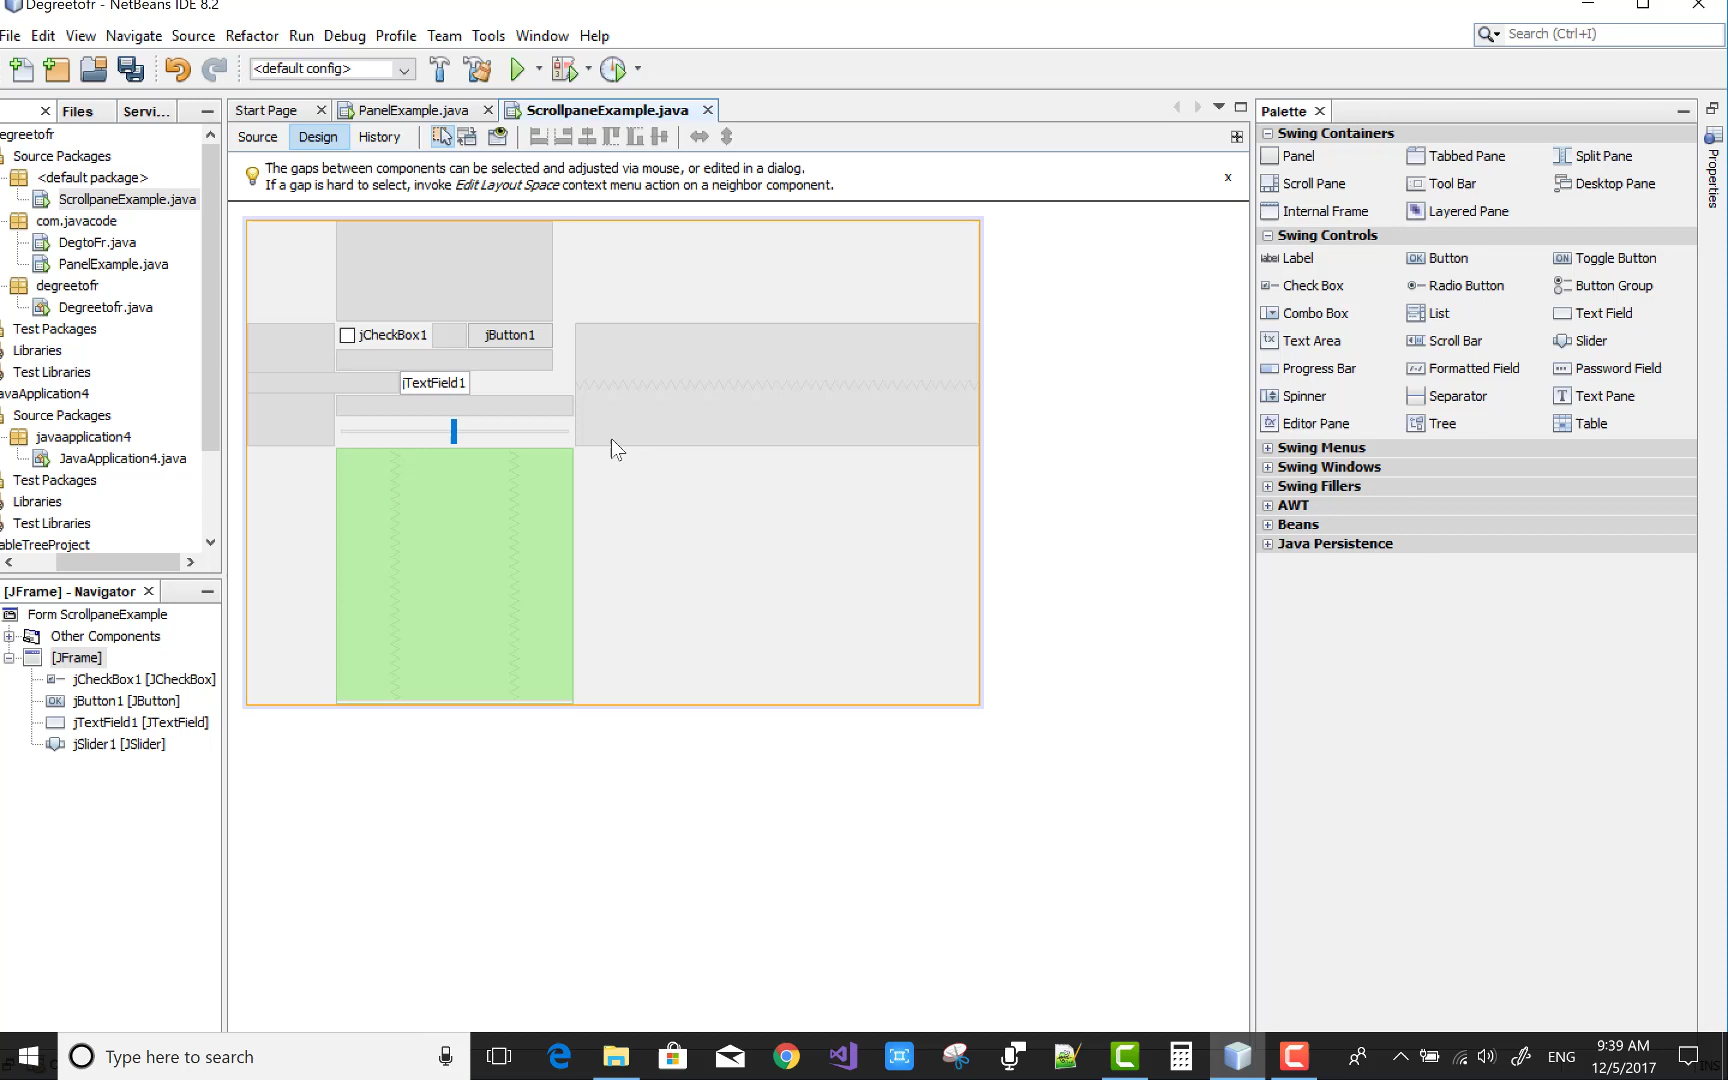 Degreetofr - NetBeans IDE 8.2
File Edit View Navigate Source Refactor Run Debug Profile Team Tools Window Help
Search (Ctrl+I)
<default config>
Files Servi...
Start Page PanelExample.java ScrollpaneExample.java
Palette
Source Design History
The gaps between components can be selected and adjusted via mouse, or edited in a dialog.
If a gap is hard to select, invoke Edit Layout Space context menu action on a neighbor component.
egreetofr
Source Packages
<default package>
ScrollpaneExample.java
com.javacode
DegtoFr.java
PanelExample.java
degreetofr
Degreetofr.java
Test Packages
Libraries
Test Libraries
avaApplication4
Source Packages
javaapplication4
JavaApplication4.java
Test Packages
Libraries
Test Libraries
ableTreeProject
[JFrame] - Navigator
Form ScrollpaneExample
Other Components
[JFrame]
jCheckBox1 [JCheckBox]
OK jButton1 [JButton]
jTextField1 [JTextField]
jSlider1 [JSlider]
jCheckBox1 jButton1
jTextField1
Swing Containers
Panel Tabbed Pane Split Pane
Scroll Pane Tool Bar Desktop Pane
Internal Frame Layered Pane
Swing Controls
label Label OK Button ON Toggle Button
Check Box Radio Button Button Group
Combo Box List Text Field
Text Area Scroll Bar Slider
Progress Bar Formatted Field Password Field
Spinner Separator T Text Pane
Editor Pane Tree Table
Swing Menus
Swing Windows
Swing Fillers
AWT
Beans
Java Persistence
Properties
Type here to search
ENG
9:39 AM
12/5/2017
INS